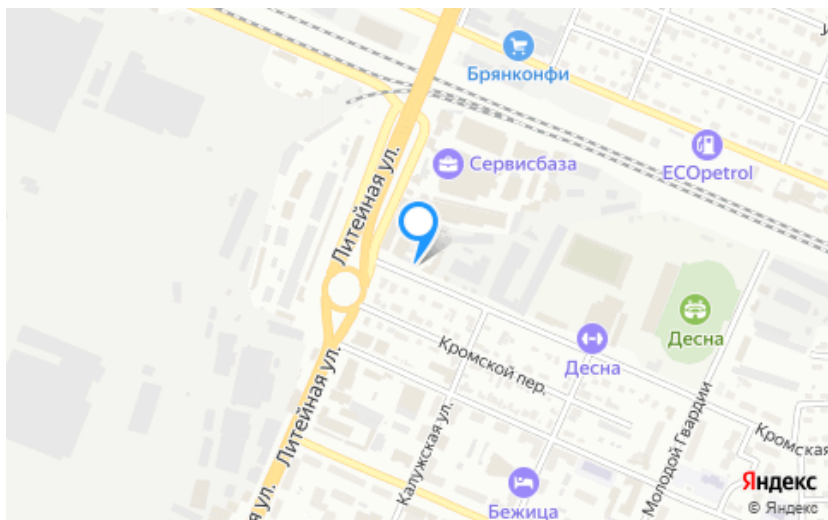 Брянконфи
ECOpetrol
Сервисбаза
Литейная ул.
Десна
Десна
Кромской пер.
Литейная ул.
Калужская ул.
Молодой Гвардии
Кромская
Бежица
ул.
Яндекс
© Яндекс